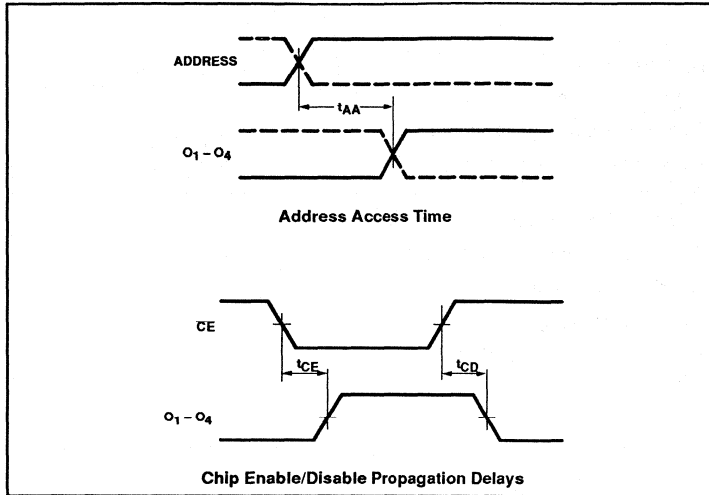 ADDRESS
tAA
O1 – O4
Address Access Time
CE
tCE
tCD
O1 – O4
Chip Enable/Disable Propagation Delays